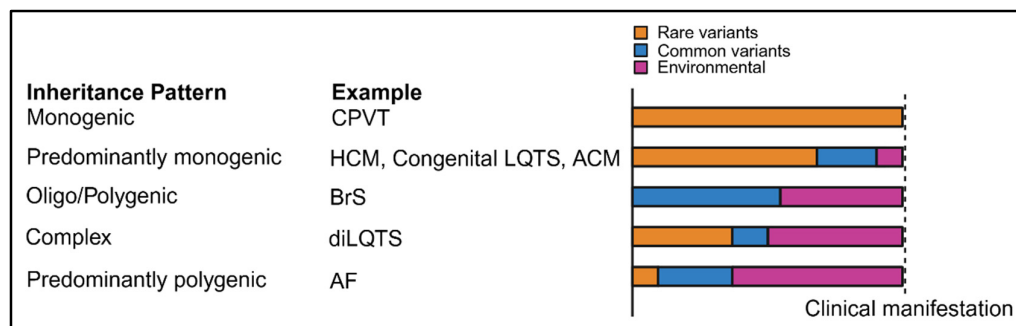 Rare variants
Common variants
Environmental
Inheritance Pattern Example
Monogenic CPVT
Predominantly monogenic HCM, Congenital LQTS, ACM
Oligo/Polygenic BrS
Complex diLQTS
Predominantly polygenic AF
Clinical manifestation